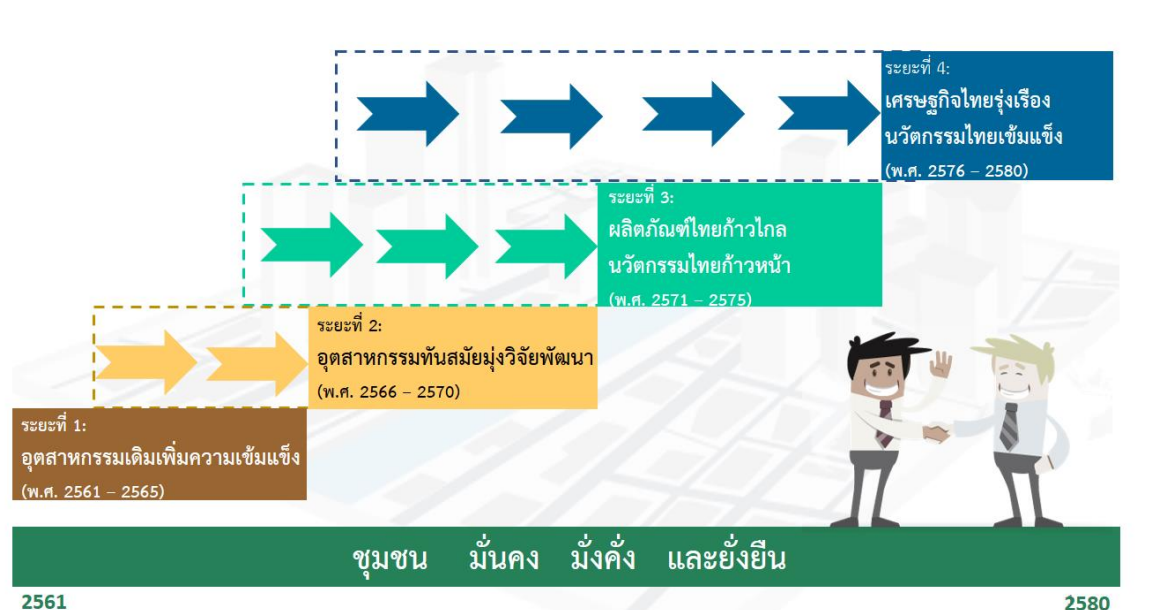 ระยะที่ 4:
เศรษฐกิจไทยรุ่งเรือง
นวัตกรรมไทยเข้มแข็ง
(พ.ศ. 2576 – 2580)
ระยะที่ 3:
ผลิตภัณฑ์ไทยก้าวไกล
นวัตกรรมไทยก้าวหน้า
(พ.ศ. 2571 – 2575)
ระยะที่ 2:
อุตสาหกรรมทันสมัยมุ่งวิจัยพัฒนา
(พ.ศ. 2566 – 2570)
ระยะที่ 1:
อุตสาหกรรมเดิมเพิ่มความเข้มแข็ง
(พ.ศ. 2561 – 2565)
ชุมชน มั่นคง มั่งคั่ง และยั่งยืน
2561 2580